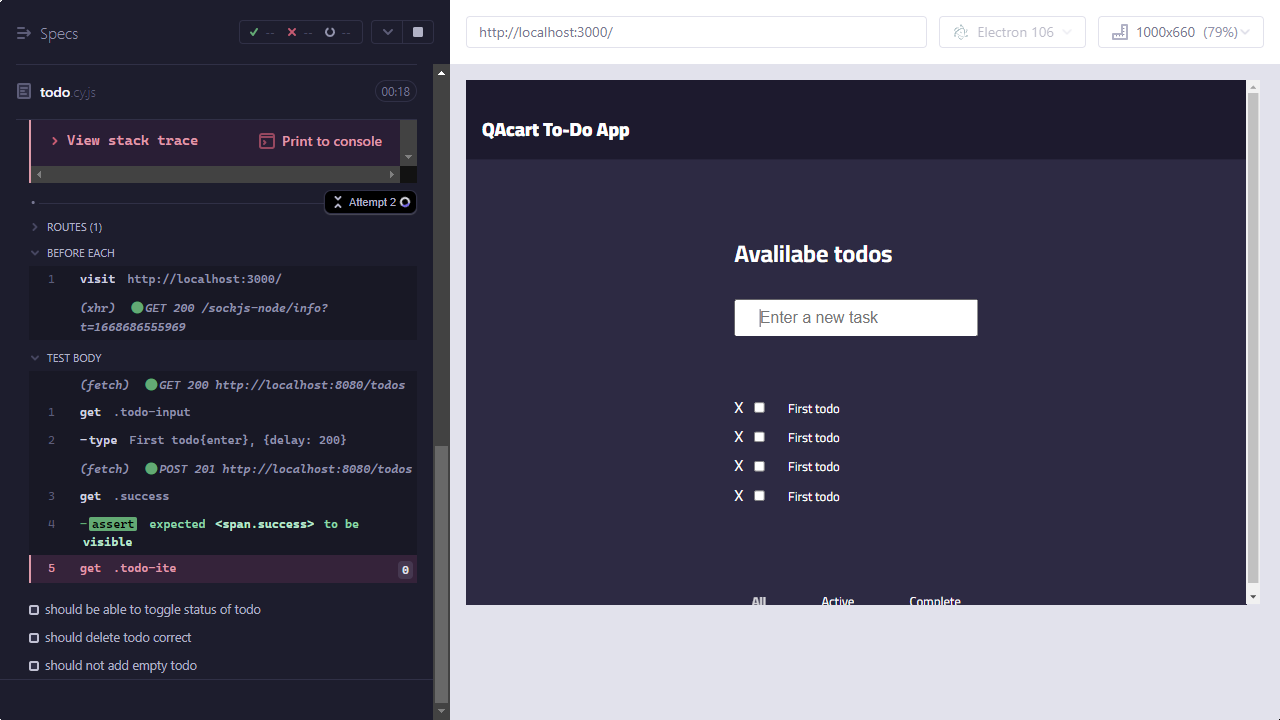 Specs
--
--
--
http://localhost:3000/
Electron 106
1000x660 (79%)
todo.cy.js
00:18
View stack trace
Print to console
Attempt 2
ROUTES (1)
BEFORE EACH
1 visit http://localhost:3000/
(xhr) GET 200 /sockjs-node/info?
t=1668686555969
TEST BODY
(fetch) GET 200 http://localhost:8080/todos
1 get .todo-input
2 -type First todo{enter}, {delay: 200}
(fetch) POST 201 http://localhost:8080/todos
3 get .success
4 -assert expected <span.success> to be
visible
5 get .todo-ite 0
should be able to toggle status of todo
should delete todo correct
should not add empty todo
QAcart To-Do App
Avalilabe todos
Enter a new task
X First todo
X First todo
X First todo
X First todo
All Active Complete